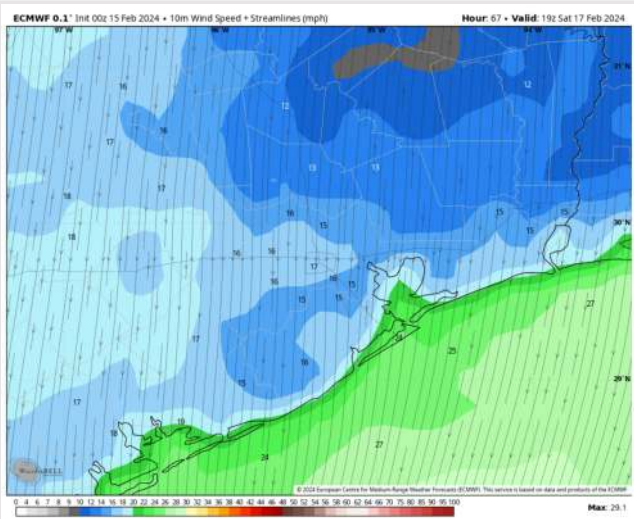 ECMWF 0.1° Init 00z 15 Feb 2024 • 10m Wind Speed + Streamlines (mph) Hour: 67 • Valid: 19z Sat 17 Feb 2024
97°W 96°W 95°W 94°W
31°N
17 16 12
12
16
17
13 13
17
18
16 15 15 15
30°N
18 15
16 16
17
16 16 15
15 15
27
17 24
25
16 29°N
15
17
19
18 27
24
WeatherBELL
© 2024 European Centre for Medium-Range Weather Forecasts (ECMWF). This service is based on data and products of the ECMWF
0 2 4 6 8 10 12 14 16 18 20 22 24 26 28 30 32 34 36 38 40 42 44 46 48 50 52 54 56 58 60 62 64 66 68 70 75 80 85 90 95 100
Max: 29.1